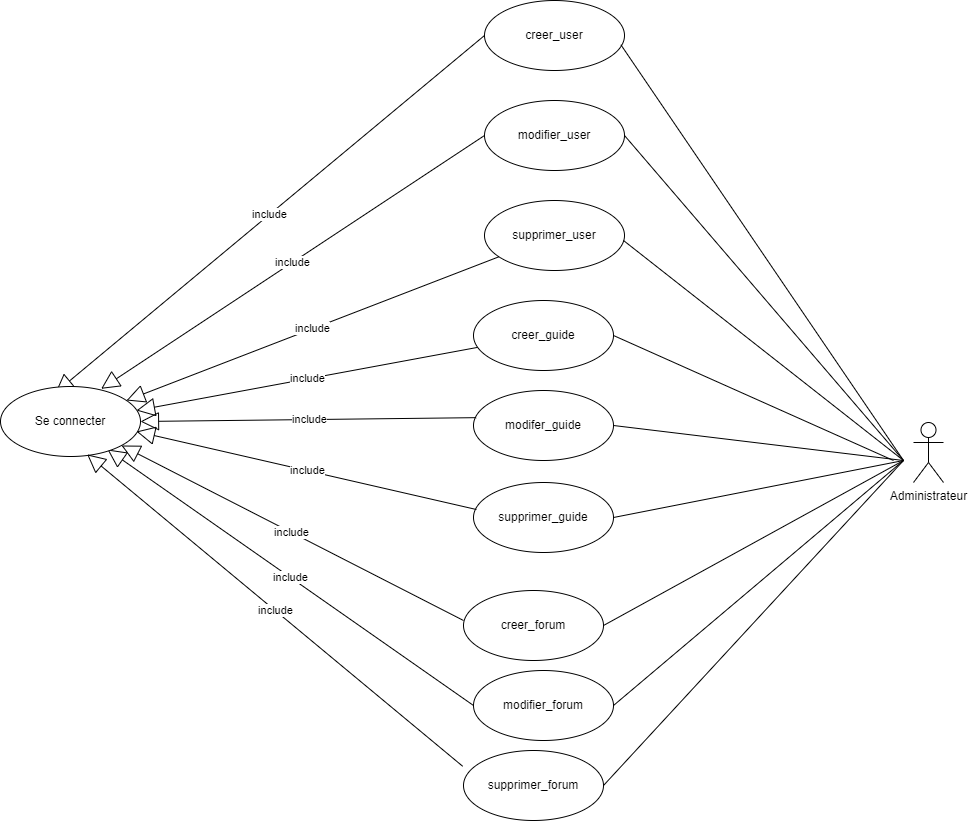 creer_user
modifier_user
include
supprimer_user
include
include
creer_guide
include
Se connecter
include
modifer_guide
include
supprimer_guide
Administrateur
include
include
creer_forum
include
modifier_forum
supprimer_forum